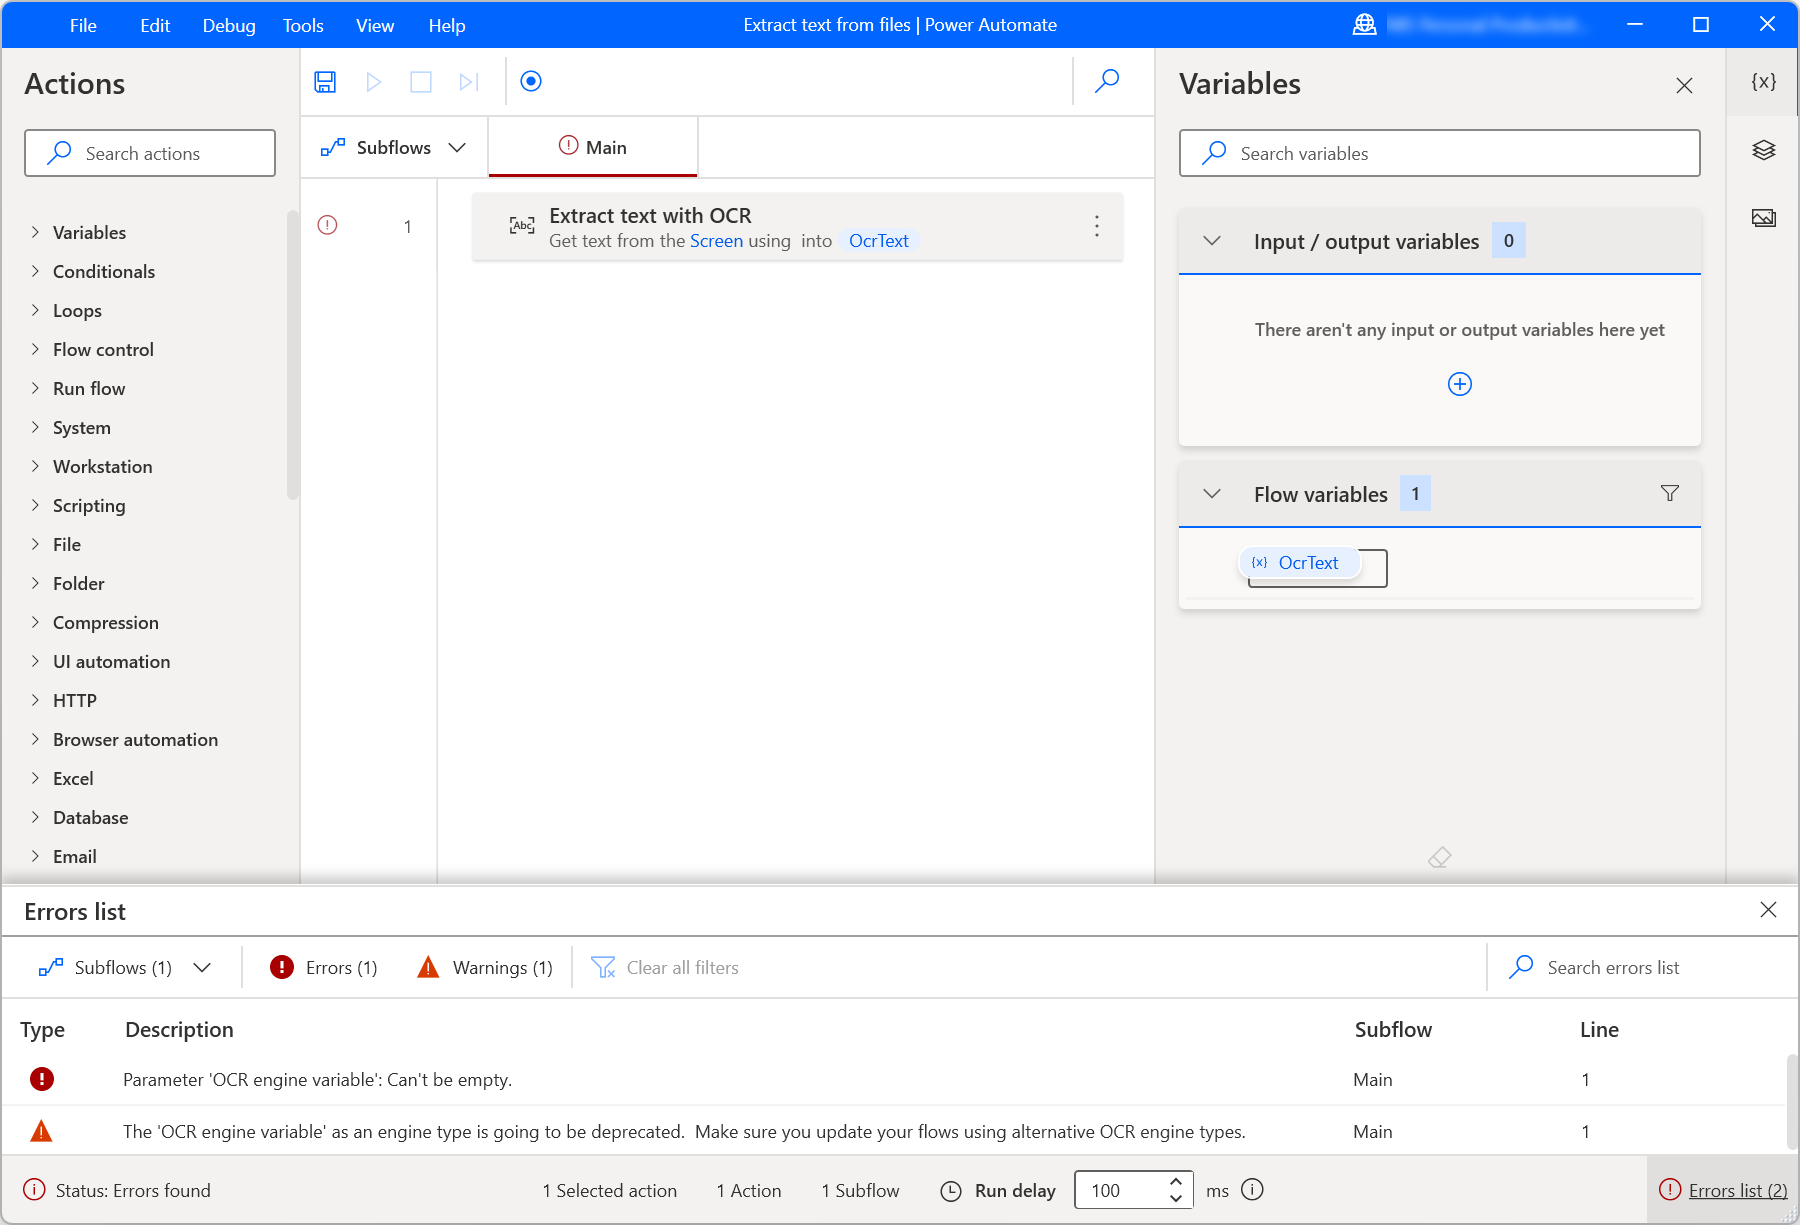 File Edit Debug Tools View Help Extract text from files | Power Automate
Actions
Search actions
Variables
Conditionals
Loops
Flow control
Run flow
System
Workstation
Scripting
File
Folder
Compression
UI automation
HTTP
Browser automation
Excel
Database
Email
Subflows
Main
1
Abc
Extract text with OCR
Get text from the Screen using into OcrText
Variables
{x}
Search variables
Input / output variables 0
There aren't any input or output variables here yet
Flow variables 1
{x} OcrText
Errors list
Subflows (1) Errors (1) Warnings (1) Clear all filters Search errors list
Type Description Subflow Line
Parameter 'OCR engine variable': Can't be empty. Main 1
The 'OCR engine variable' as an engine type is going to be deprecated. Make sure you update your flows using alternative OCR engine types. Main 1
Status: Errors found 1 Selected action 1 Action 1 Subflow Run delay 100 ms Errors list (2)